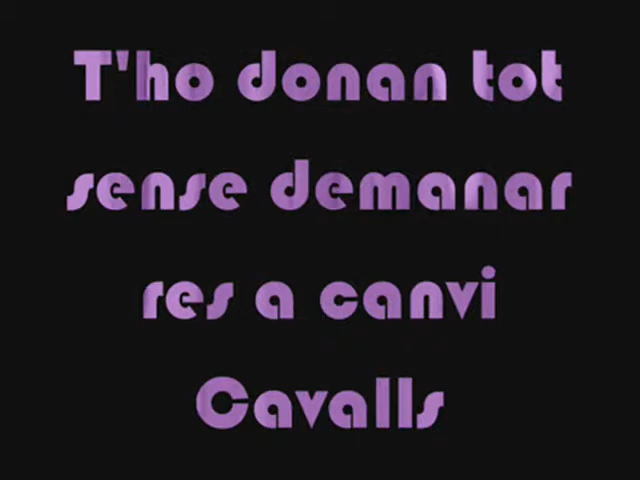 T'ho donan tot
sense demanar
res a canvi
Cavalls